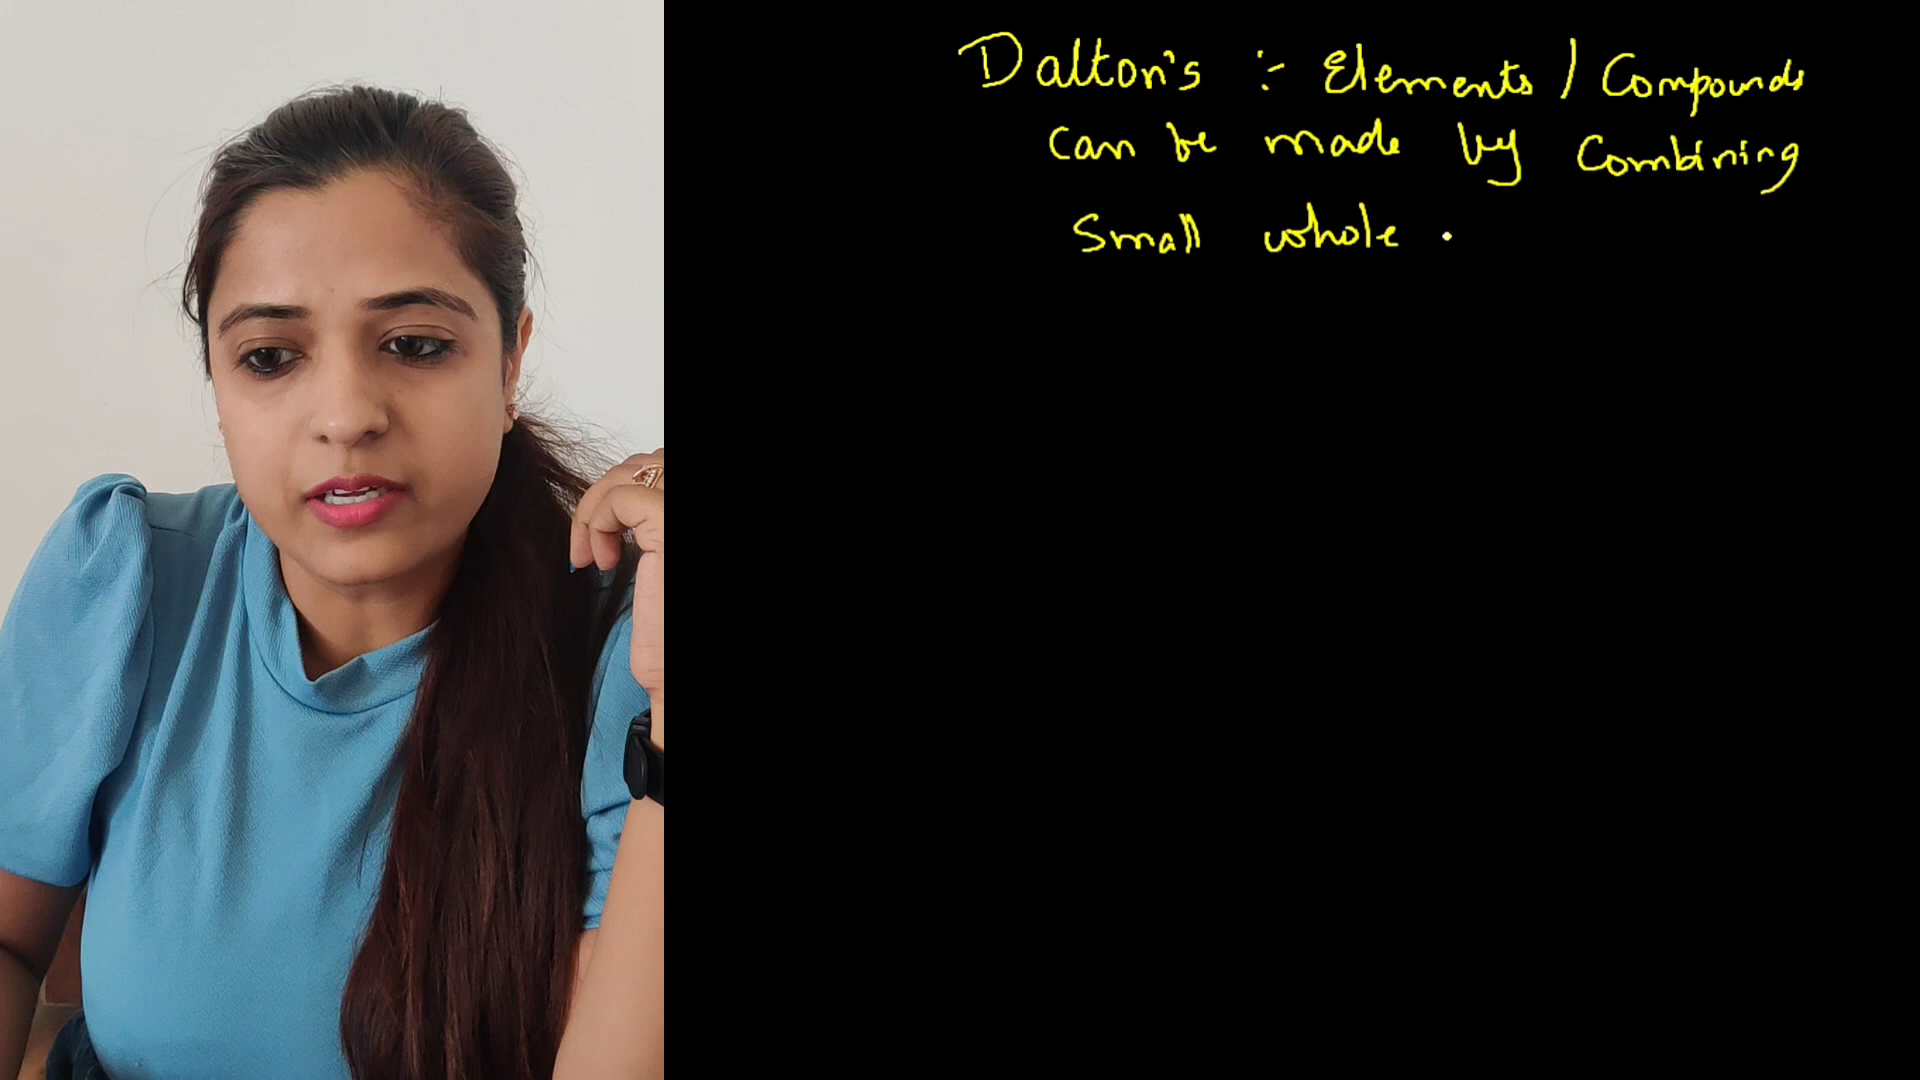 Dalton's :- Elements / Compounds
can be made by Combining
Small whole